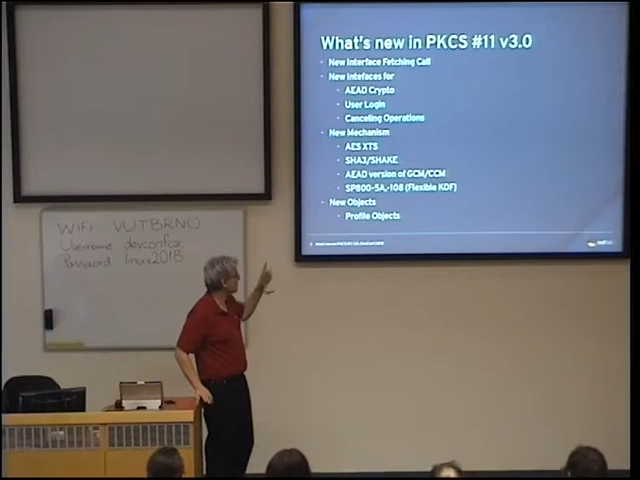 What's new in PKCS #11 v3.0
New Interface Fetching Call
New Intefaces for
AEAD Crypto
User Login
Canceling Operations
New Mechanism
AES XTS
SHA3/SHAKE
AEAD version of GCM/CCM
SP800-5A,-108 (Flexible KDF)
New Objects
Profile Objects
WIFI VUTBRNO
Username devconfcz
Password linux2018